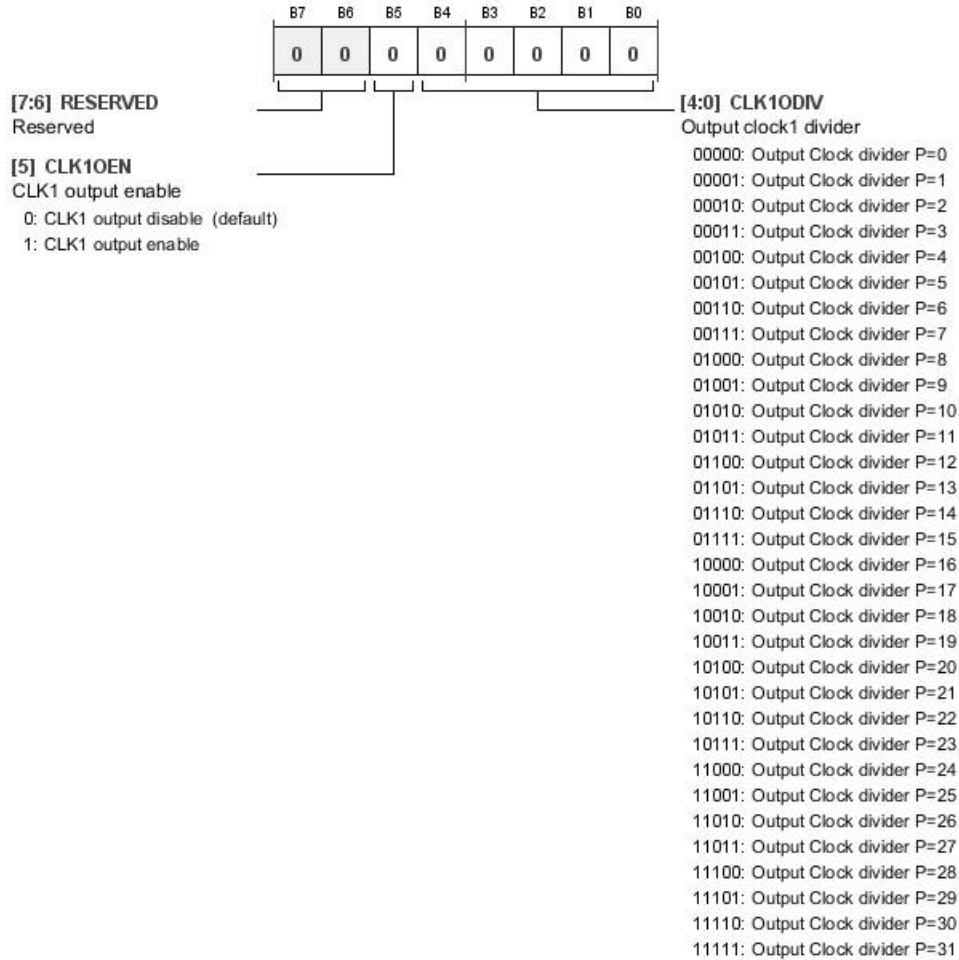 B7 B6 B5 B4 B3 B2 B1 B0
0 0 0 0 0 0 0 0
[7:6] RESERVED
Reserved
[5] CLK1OEN
CLK1 output enable
0: CLK1 output disable (default)
1: CLK1 output enable
[4:0] CLK1ODIV
Output clock1 divider
00000: Output Clock divider P=0
00001: Output Clock divider P=1
00010: Output Clock divider P=2
00011: Output Clock divider P=3
00100: Output Clock divider P=4
00101: Output Clock divider P=5
00110: Output Clock divider P=6
00111: Output Clock divider P=7
01000: Output Clock divider P=8
01001: Output Clock divider P=9
01010: Output Clock divider P=10
01011: Output Clock divider P=11
01100: Output Clock divider P=12
01101: Output Clock divider P=13
01110: Output Clock divider P=14
01111: Output Clock divider P=15
10000: Output Clock divider P=16
10001: Output Clock divider P=17
10010: Output Clock divider P=18
10011: Output Clock divider P=19
10100: Output Clock divider P=20
10101: Output Clock divider P=21
10110: Output Clock divider P=22
10111: Output Clock divider P=23
11000: Output Clock divider P=24
11001: Output Clock divider P=25
11010: Output Clock divider P=26
11011: Output Clock divider P=27
11100: Output Clock divider P=28
11101: Output Clock divider P=29
11110: Output Clock divider P=30
11111: Output Clock divider P=31